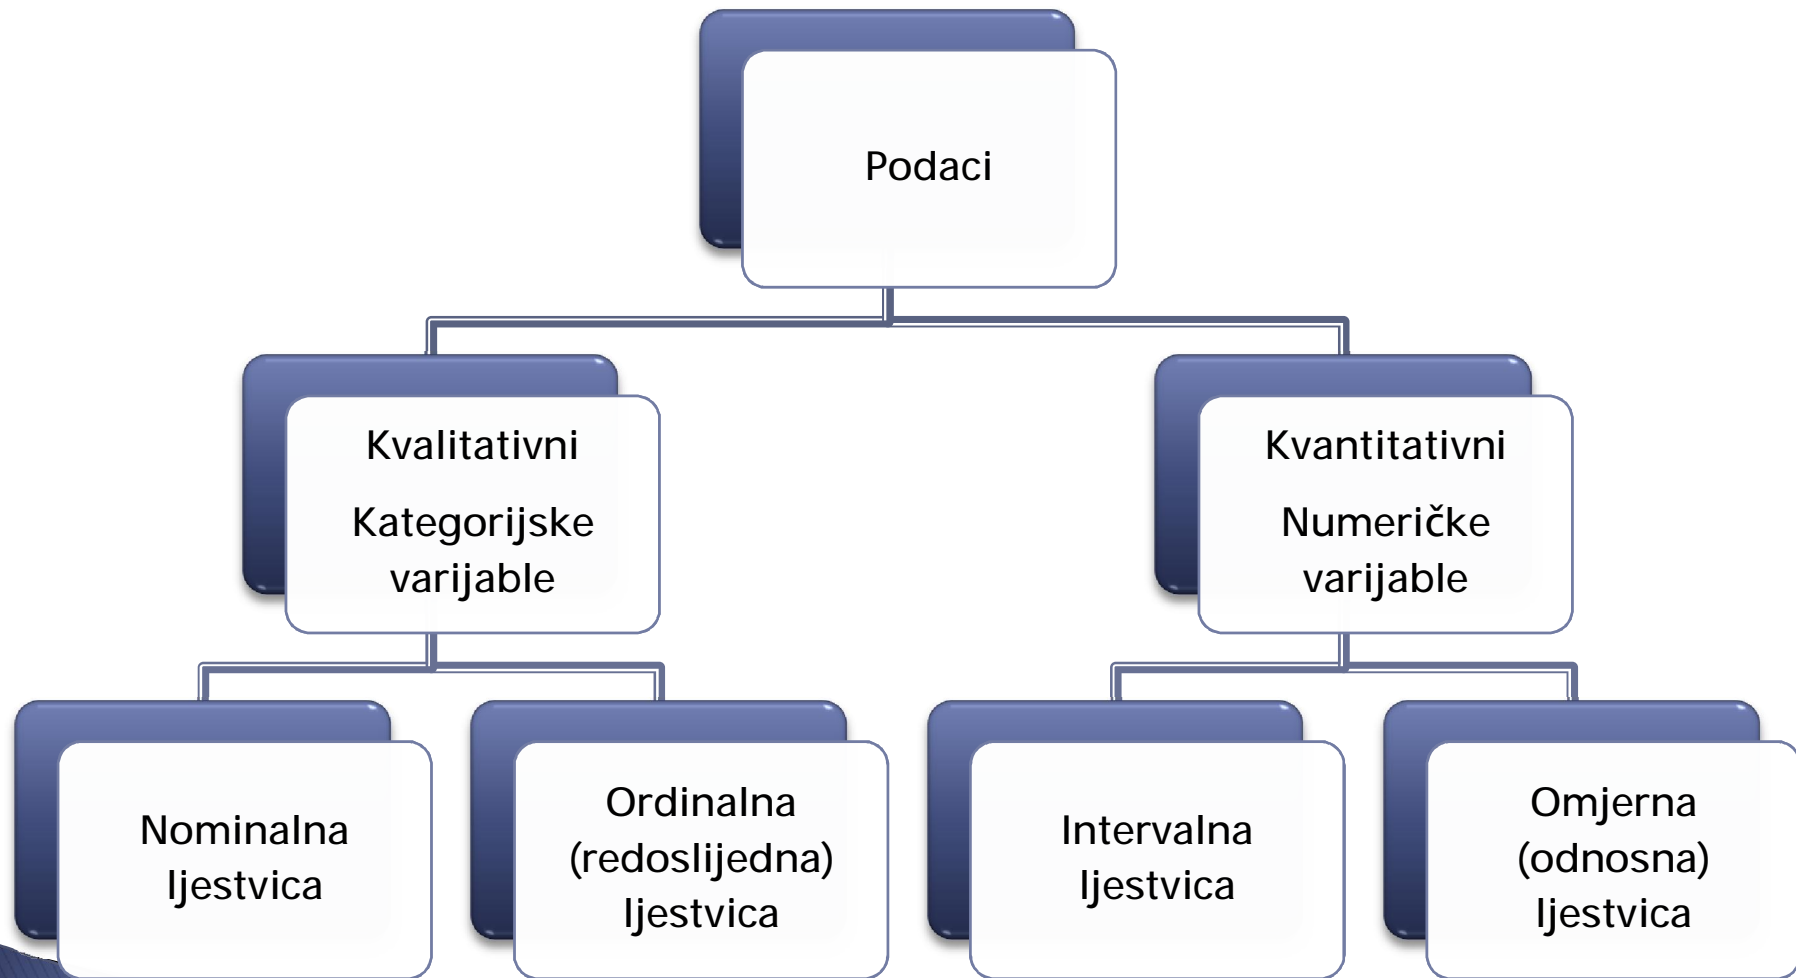 Podaci
Kvalitativni
Kategorijske
varijable
Kvantitativni
Numeričke
varijable
Nominalna
ljestvica
Ordinalna
(redoslijedna)
ljestvica
Intervalna
ljestvica
Omjerna
(odnosna)
ljestvica